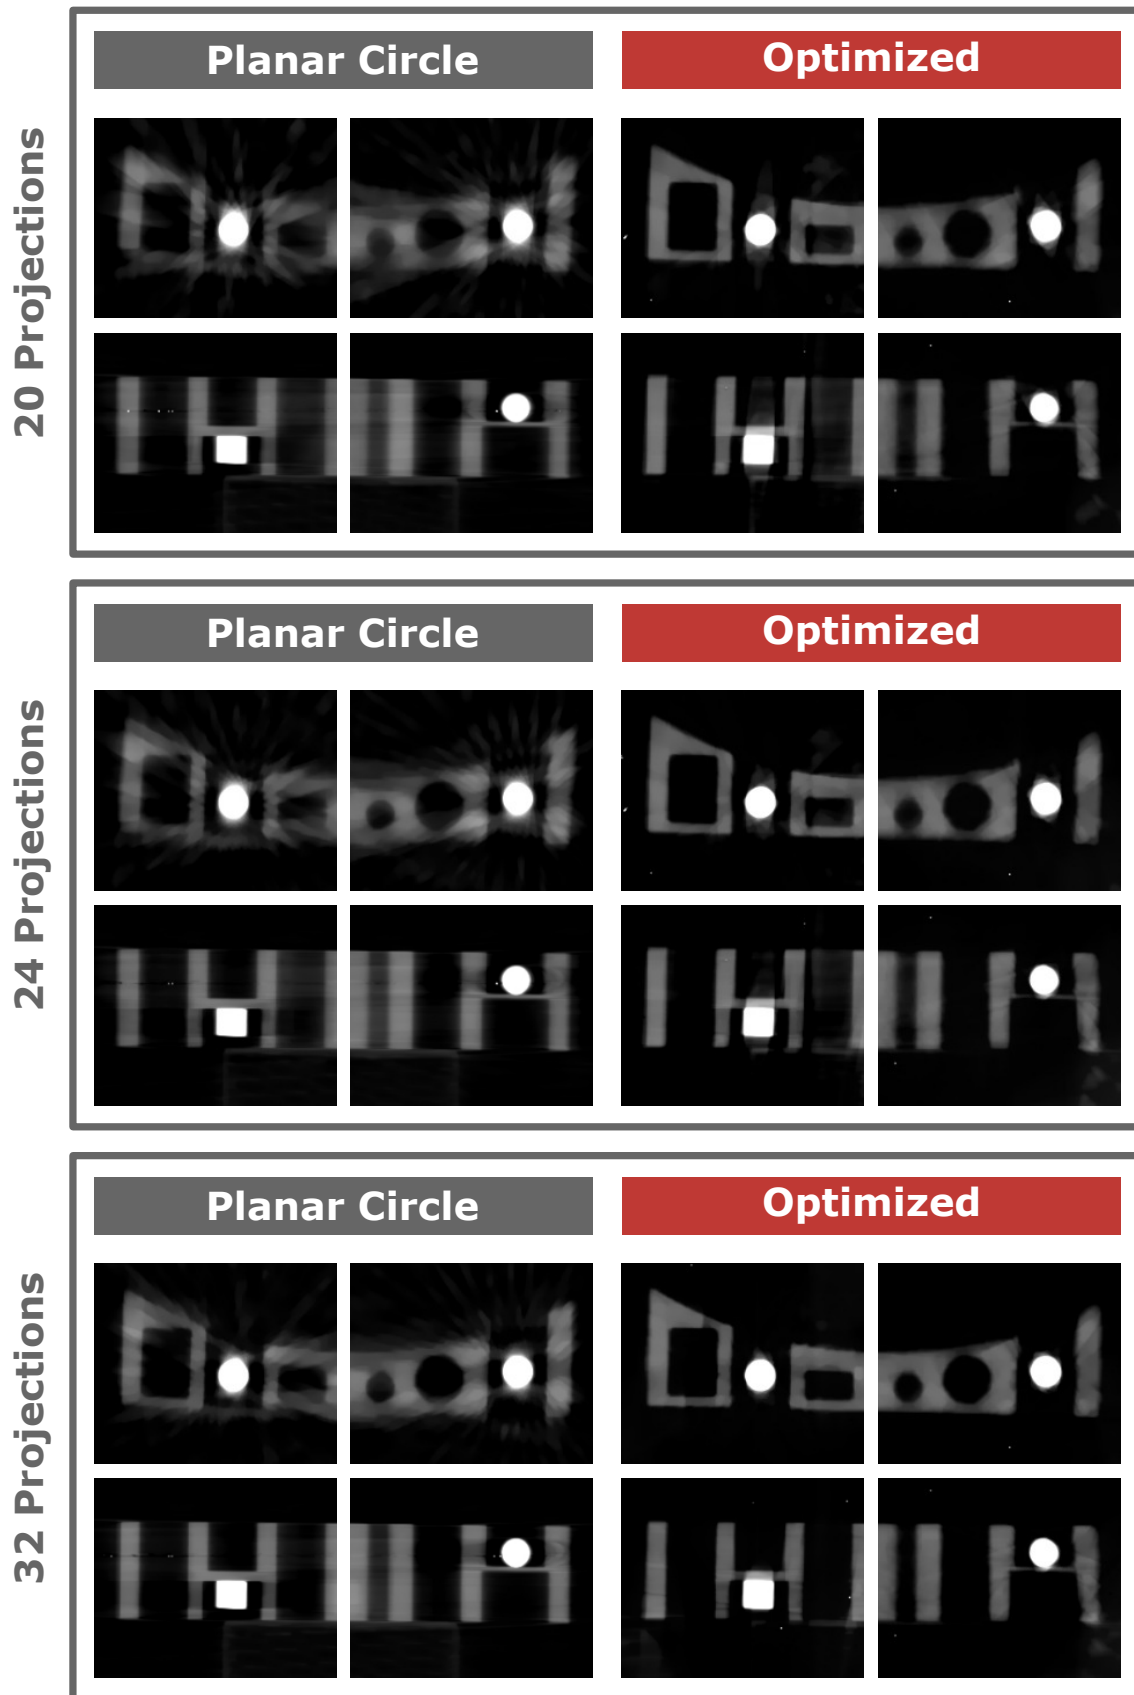 20 Projections
Planar Circle
Optimized
24 Projections
Planar Circle
Optimized
32 Projections
Planar Circle
Optimized